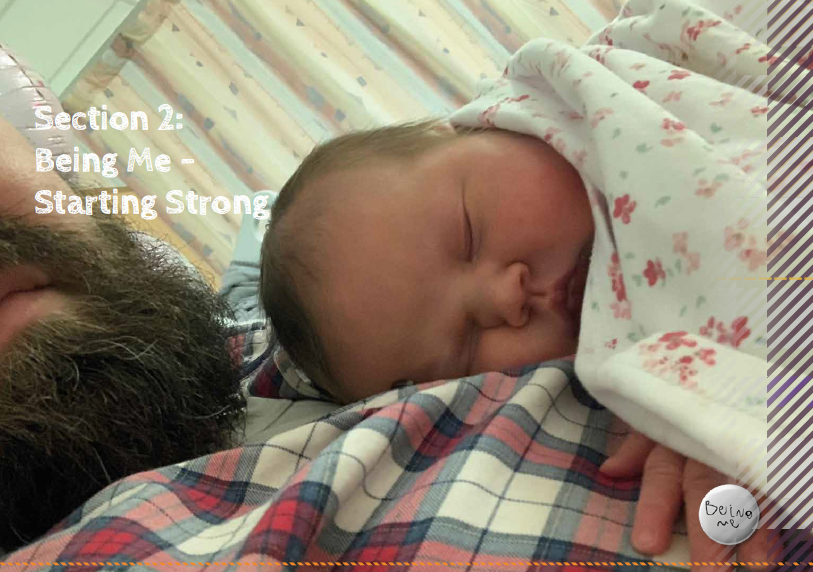 Section 2:
Being Me –
Starting Strong
Being
me